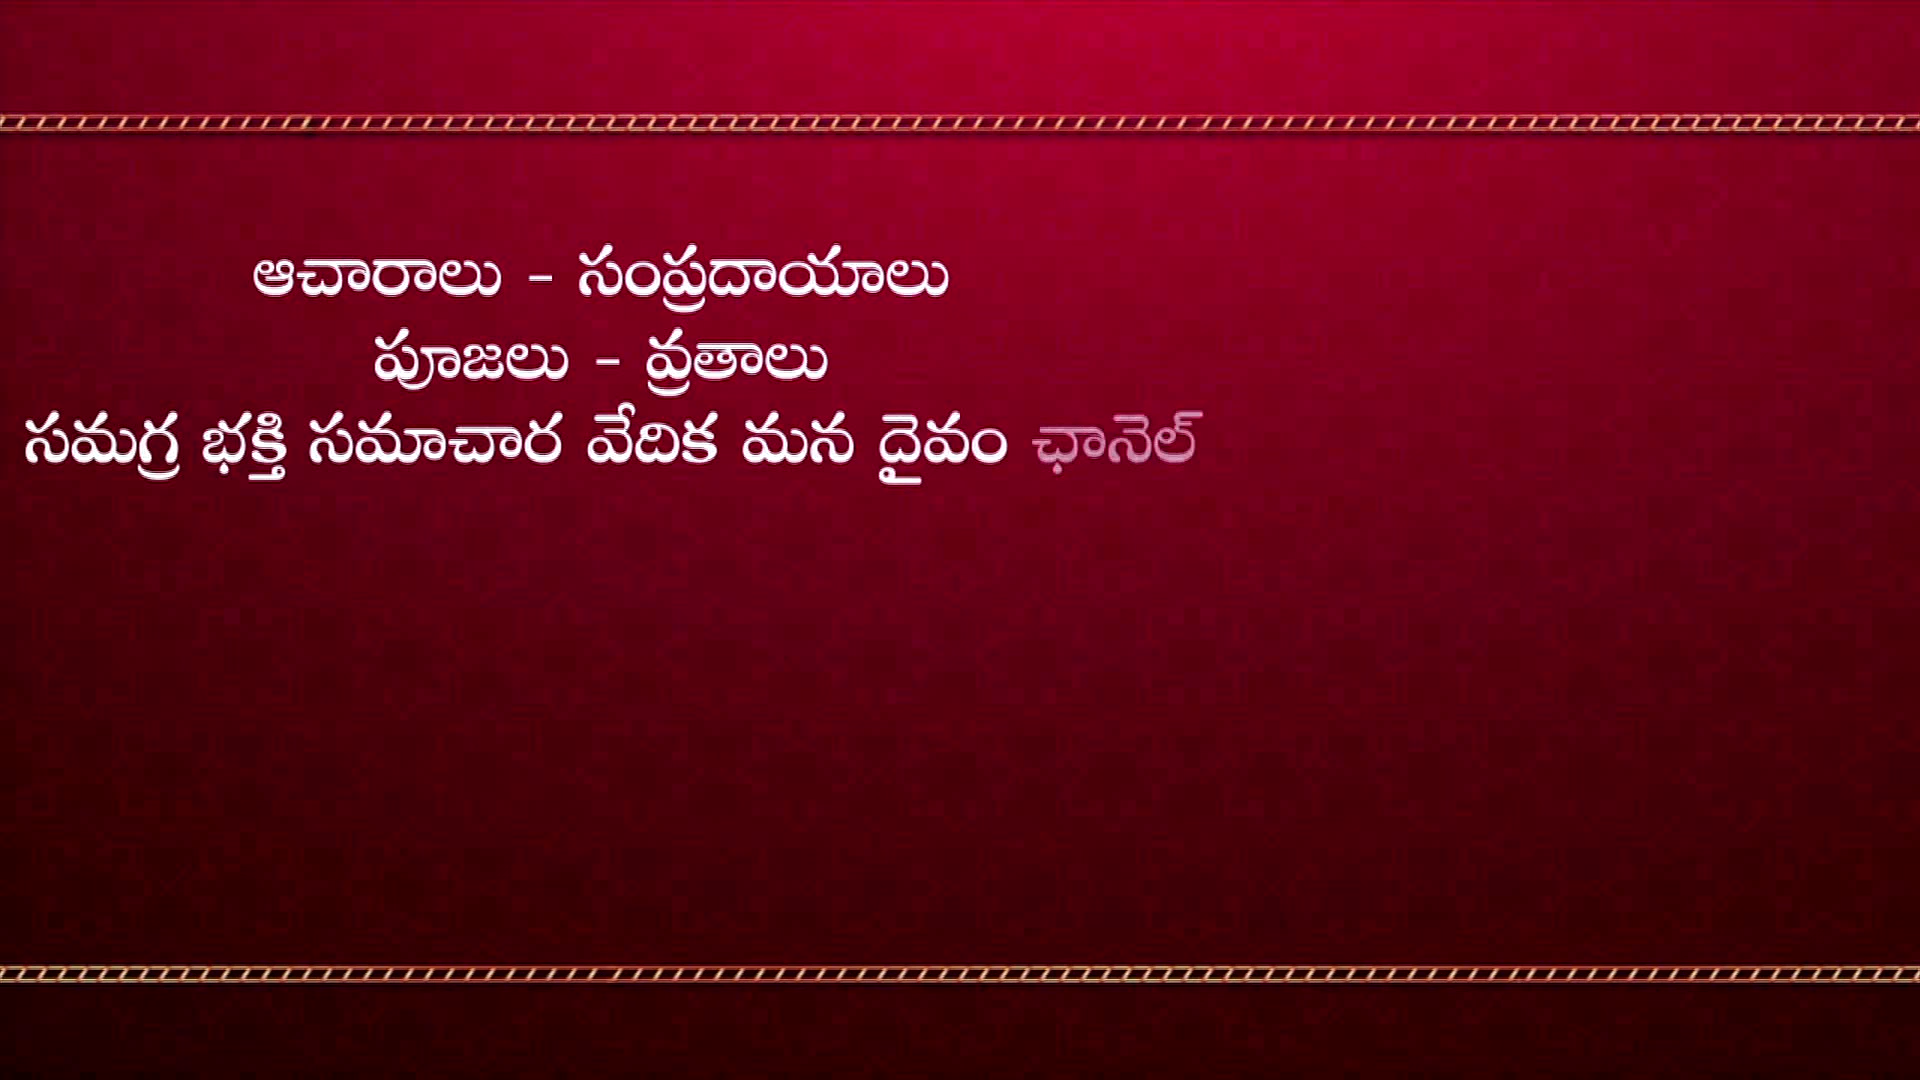 ఆచారాలు - సంప్రదాయాలు
పూజలు - వ్రతాలు
సమగ్ర భక్తి సమాచార వేదిక మన దైవం ఛానెల్